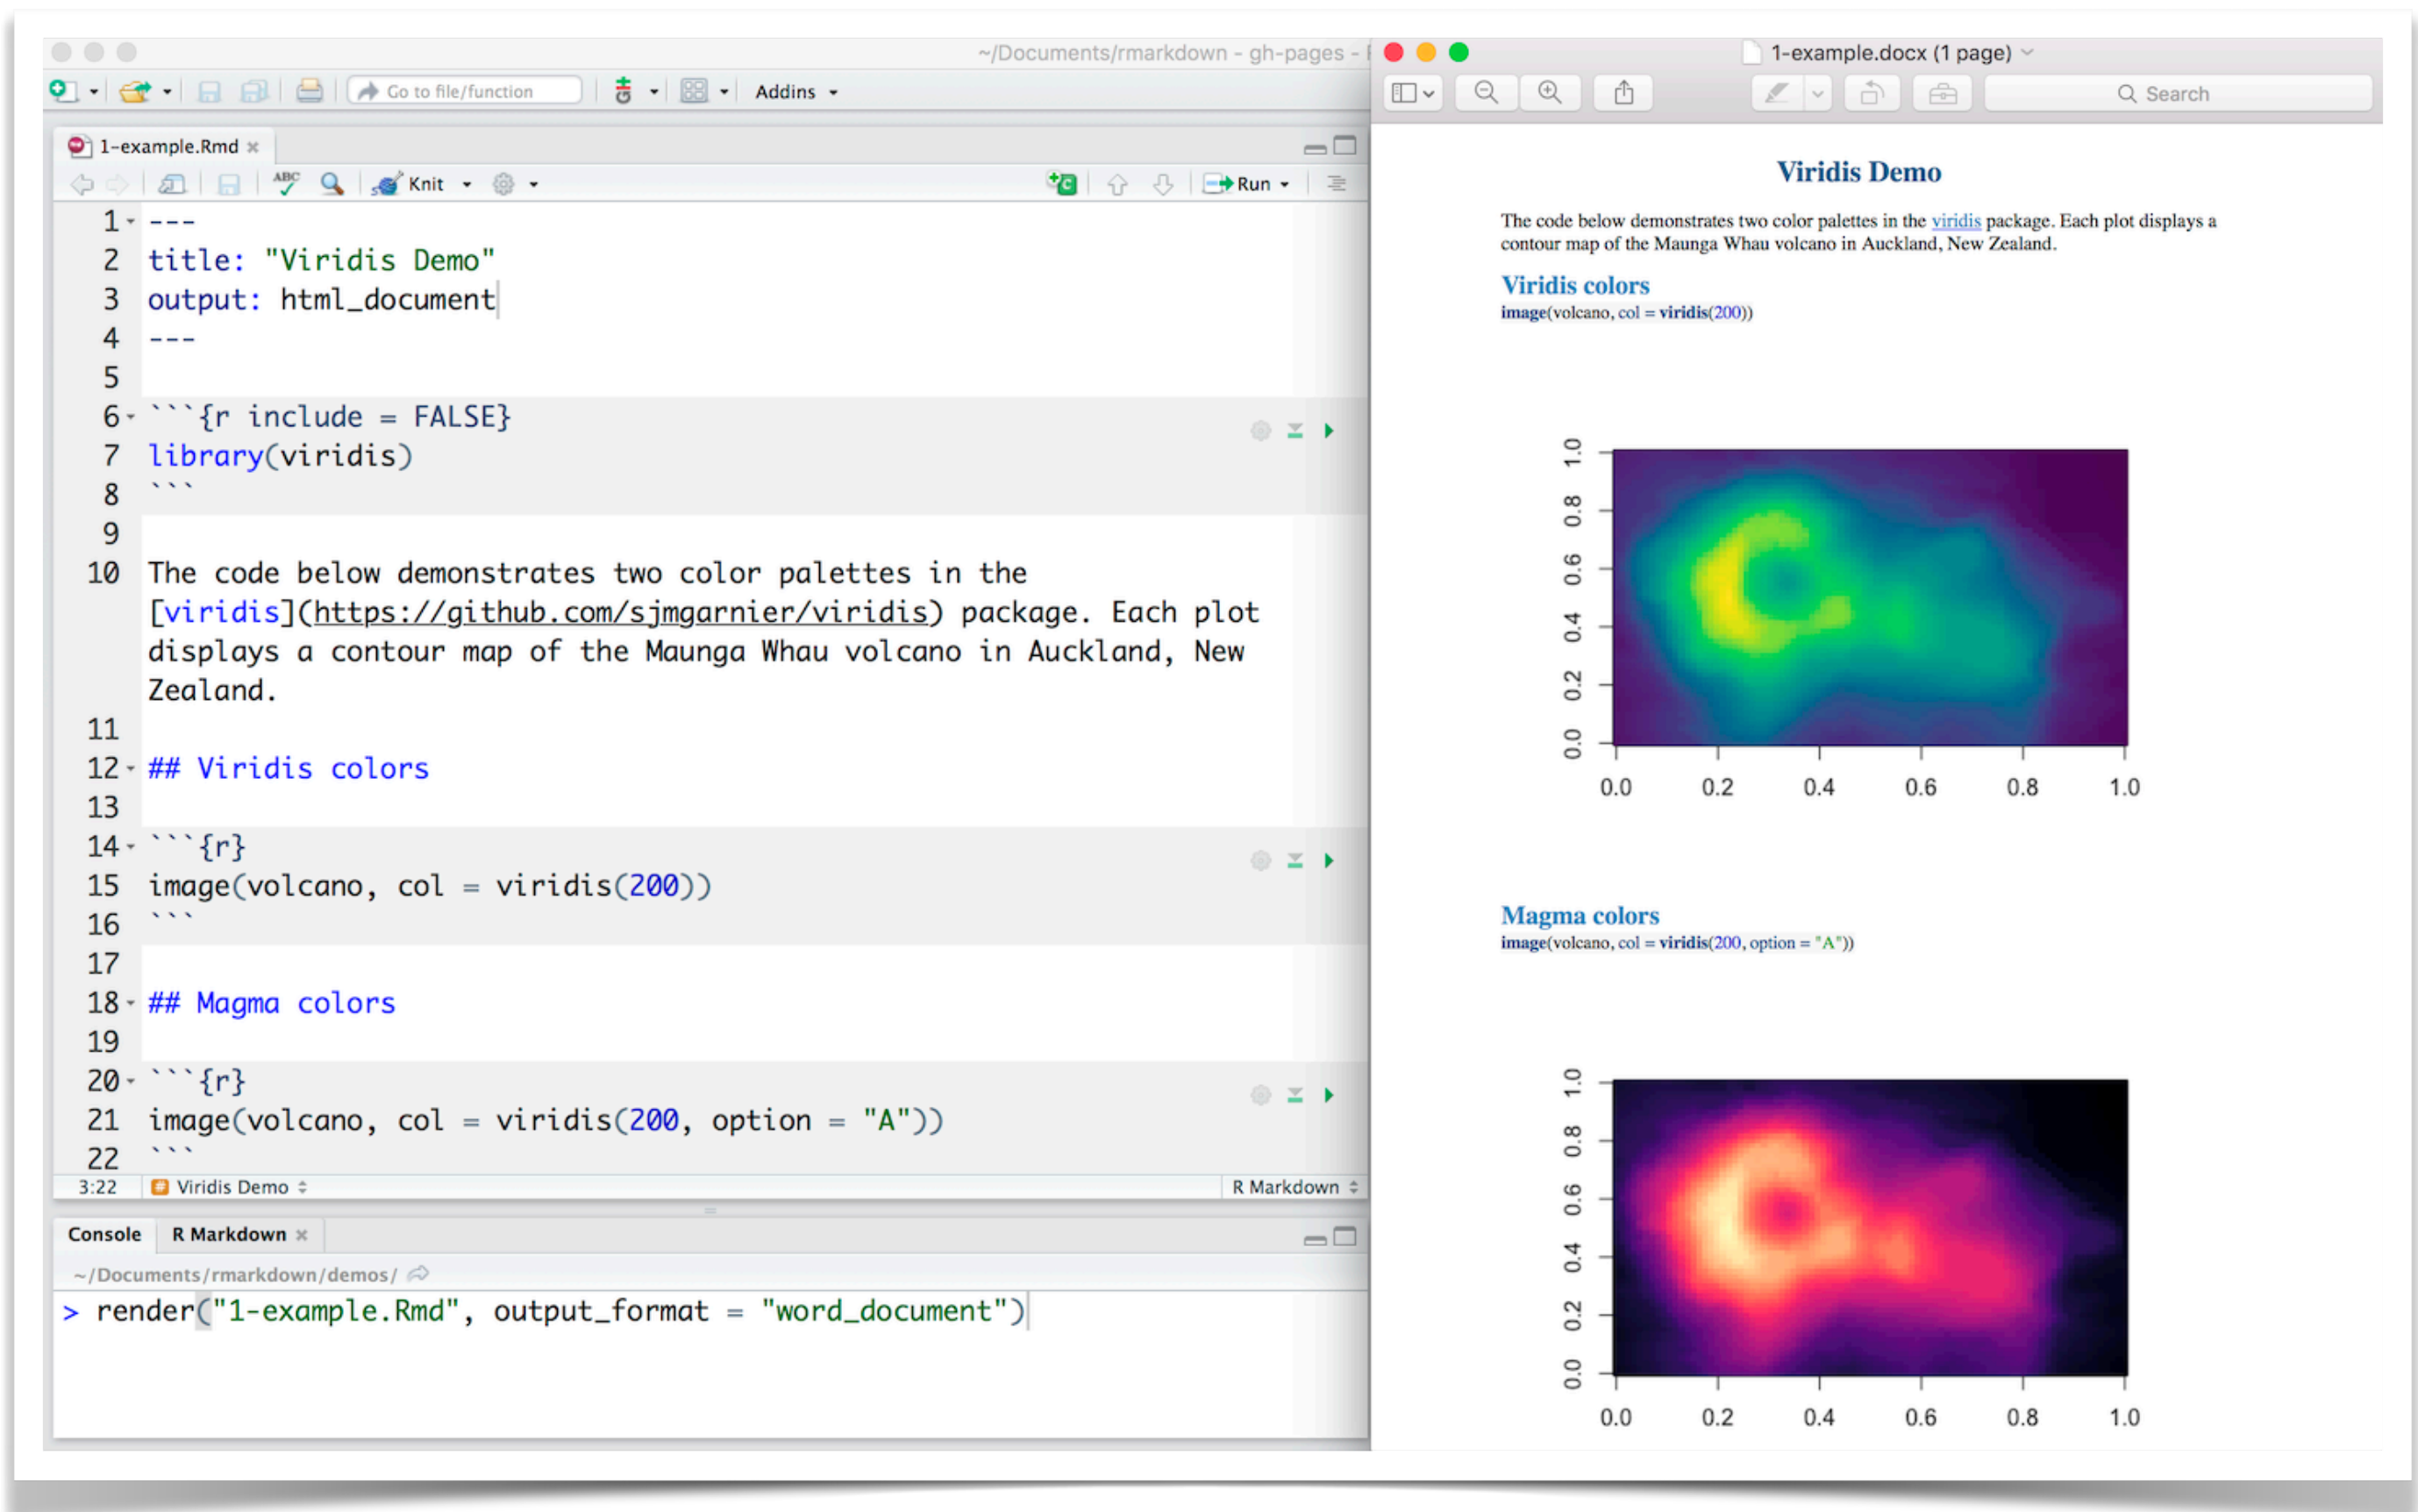 ~/Documents/rmarkdown - gh-pages -
Go to file/function
Addins
1-example.Rmd
ABC
Knit
Run
1 ---
2 title: "Viridis Demo"
3 output: html_document
4 ---
5
6 ```{r include = FALSE}
7 library(viridis)
8 ```
9
10 The code below demonstrates two color palettes in the
[viridis](https://github.com/sjmgarnier/viridis) package. Each plot
displays a contour map of the Maunga Whau volcano in Auckland, New
Zealand.
11
12 ## Viridis colors
13
14 ```{r}
15 image(volcano, col = viridis(200))
16 ```
17
18 ## Magma colors
19
20 ```{r}
21 image(volcano, col = viridis(200, option = "A"))
22 ```
3:22 Viridis Demo R Markdown
Console R Markdown
~/Documents/rmarkdown/demos/
> render("1-example.Rmd", output_format = "word_document")
1-example.docx (1 page)
Search
Viridis Demo
The code below demonstrates two color palettes in the viridis package. Each plot displays a
contour map of the Maunga Whau volcano in Auckland, New Zealand.
Viridis colors
image(volcano, col = viridis(200))
1.0
0.8
0.6
0.4
0.2
0.0
0.0 0.2 0.4 0.6 0.8 1.0
Magma colors
image(volcano, col = viridis(200, option = "A"))
1.0
0.8
0.6
0.4
0.2
0.0
0.0 0.2 0.4 0.6 0.8 1.0